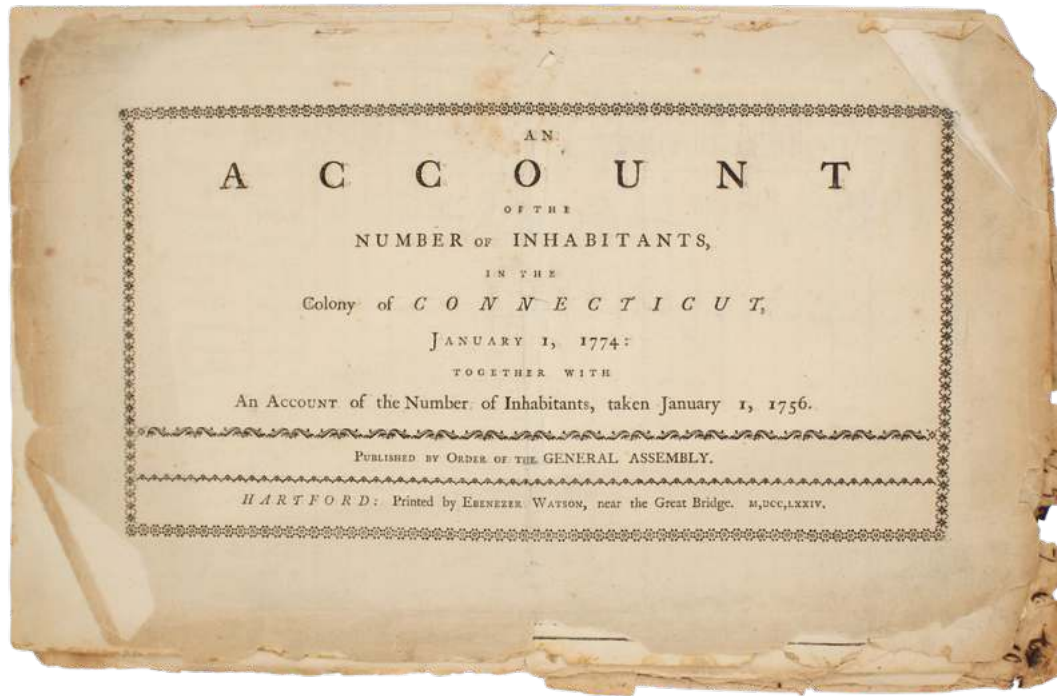 AN
ACCOUNT
OF THE
NUMBER OF INHABITANTS,
IN THE
Colony of CONNECTICUT,
JANUARY 1, 1774:
TOGETHER WITH
An ACCOUNT of the Number of Inhabitants, taken January 1, 1756.
PUBLISHED BY ORDER OF THE GENERAL ASSEMBLY.
HARTFORD: Printed by EBENEZER WATSON, near the Great Bridge. M,DCC,LXXIV.